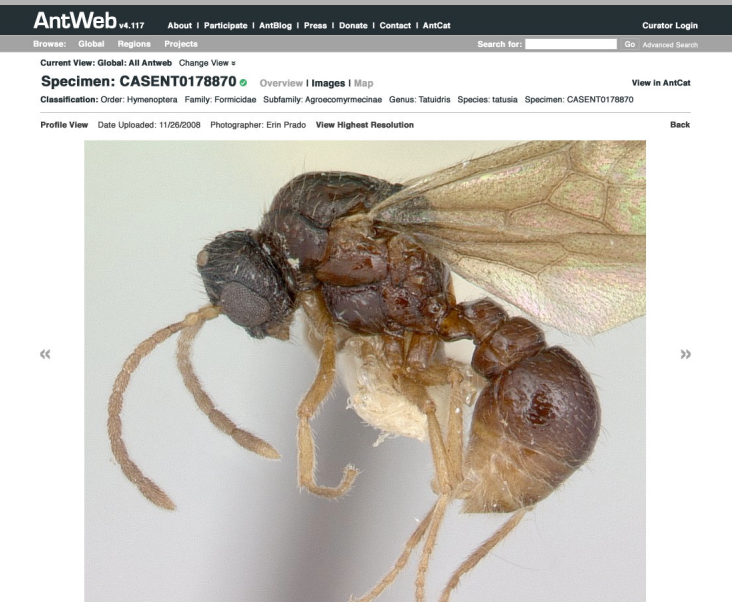 AntWeb v4.117
About | Participate | AntBlog | Press | Donate | Contact | AntCat
Curator Login
Browse: Global Regions Projects
Search for: Go Advanced Search
Current View: Global: All Antweb Change View
Specimen: CASENT0178870 Overview | Images | Map
View in AntCat
Classification: Order: Hymenoptera Family: Formicidae Subfamily: Agroecomyrmecinae Genus: Tatuidris Species: tatusia Specimen: CASENT0178870
Profile View Date Uploaded: 11/26/2008 Photographer: Erin Prado View Highest Resolution
Back
«
»